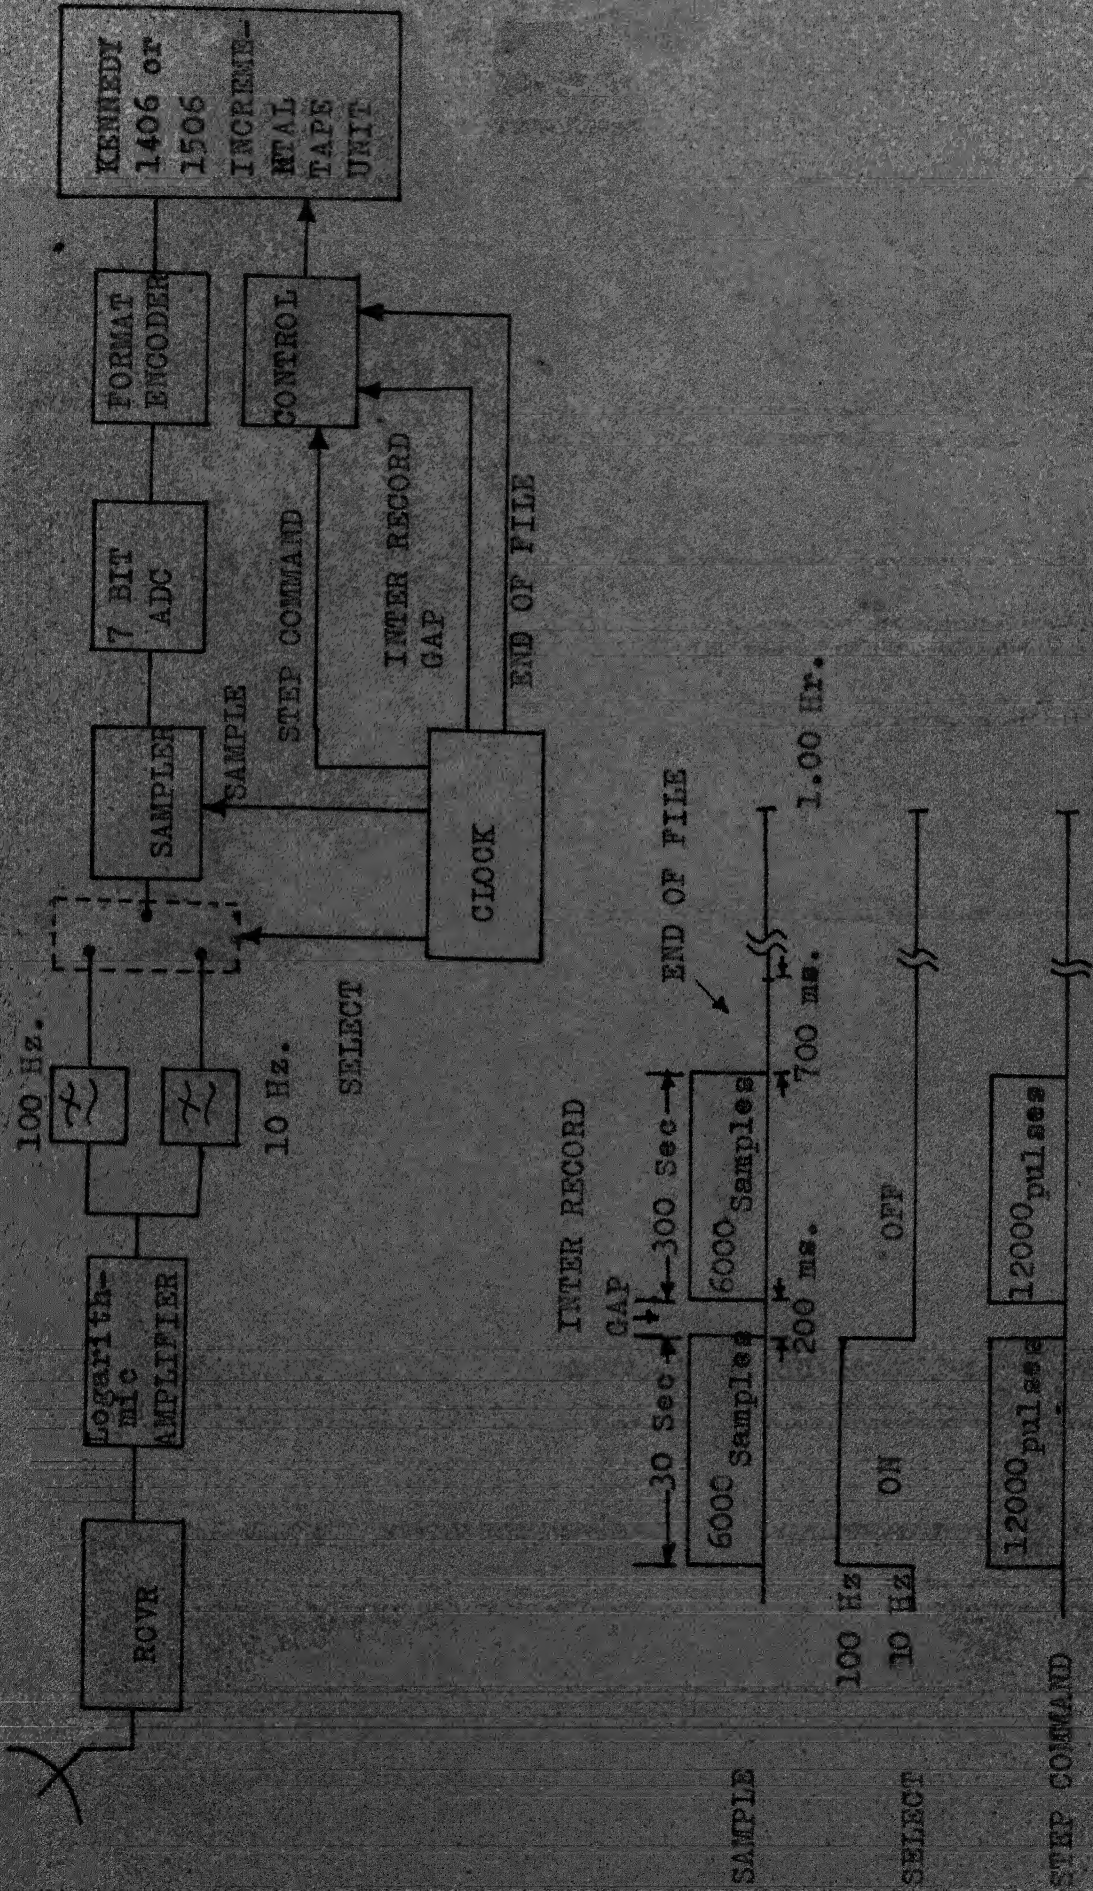 100 Hz.
RCVR
Logarith-
mic
AMPLIFIER
10 Hz.
SELECT
SAMPLER
SAMPLE
7 BIT
ADC
FORMAT
ENCODER
KENNEDY
1406 or
1506
INCREME-
NTAL
TAPE
UNIT
STEP COMMAND
CONTROL
INTER RECORD
GAP
END OF FILE
CLOCK
INTER RECORD
GAP
END OF FILE
30 Sec
300 Sec
SAMPLE
6000 Samples
6000 Samples
200 ms.
700 ms.
1.00 Hr.
SELECT
100 Hz
10 Hz
ON
OFF
STEP COMMAND
12000 pulses
12000 pulses